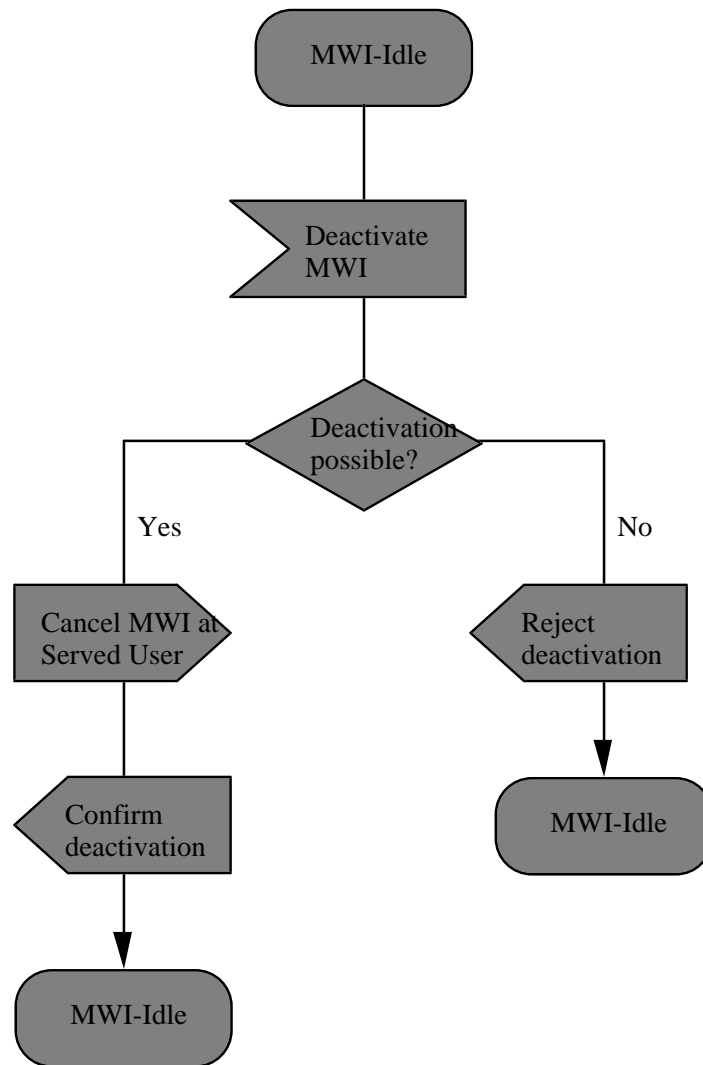 MWI-Idle
Deactivate
MWI
Deactivation
possible?
Yes
No
Cancel MWI at
Served User
Reject
deactivation
Confirm
deactivation
MWI-Idle
MWI-Idle